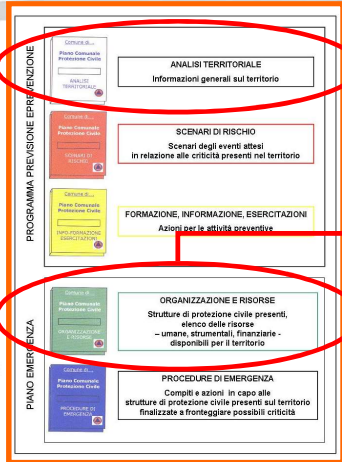 PROGRAMMA PREVISIONE EPREVENZIONE
Comune di...
Piano Comunale
Protezione Civile
ANALISI
TERRITORIALE
ANALISI TERRITORIALE
Informazioni generali sul territorio
Comune di...
Piano Comunale
Protezione Civile
SCENARI DI
RISCHIO
SCENARI DI RISCHIO
Scenari degli eventi attesi
in relazione alle criticità presenti nel territorio
Comune di...
Piano Comunale
Protezione Civile
INFO-FORMAZIONE
ESERCITAZIONI
FORMAZIONE, INFORMAZIONE, ESERCITAZIONI
Azioni per le attività preventive
PIANO EMERGENZA
Comune di...
Piano Comunale
Protezione Civile
ORGANIZZAZIONE
E RISORSE
ORGANIZZAZIONE E RISORSE
Strutture di protezione civile presenti,
elenco delle risorse
– umane, strumentali, finanziarie -
disponibili per il territorio
Comune di...
Piano Comunale
Protezione Civile
PROCEDURE DI
EMERGENZA
PROCEDURE DI EMERGENZA
Compiti e azioni in capo alle
strutture di protezione civile presenti sul territorio
finalizzate a fronteggiare possibili criticità